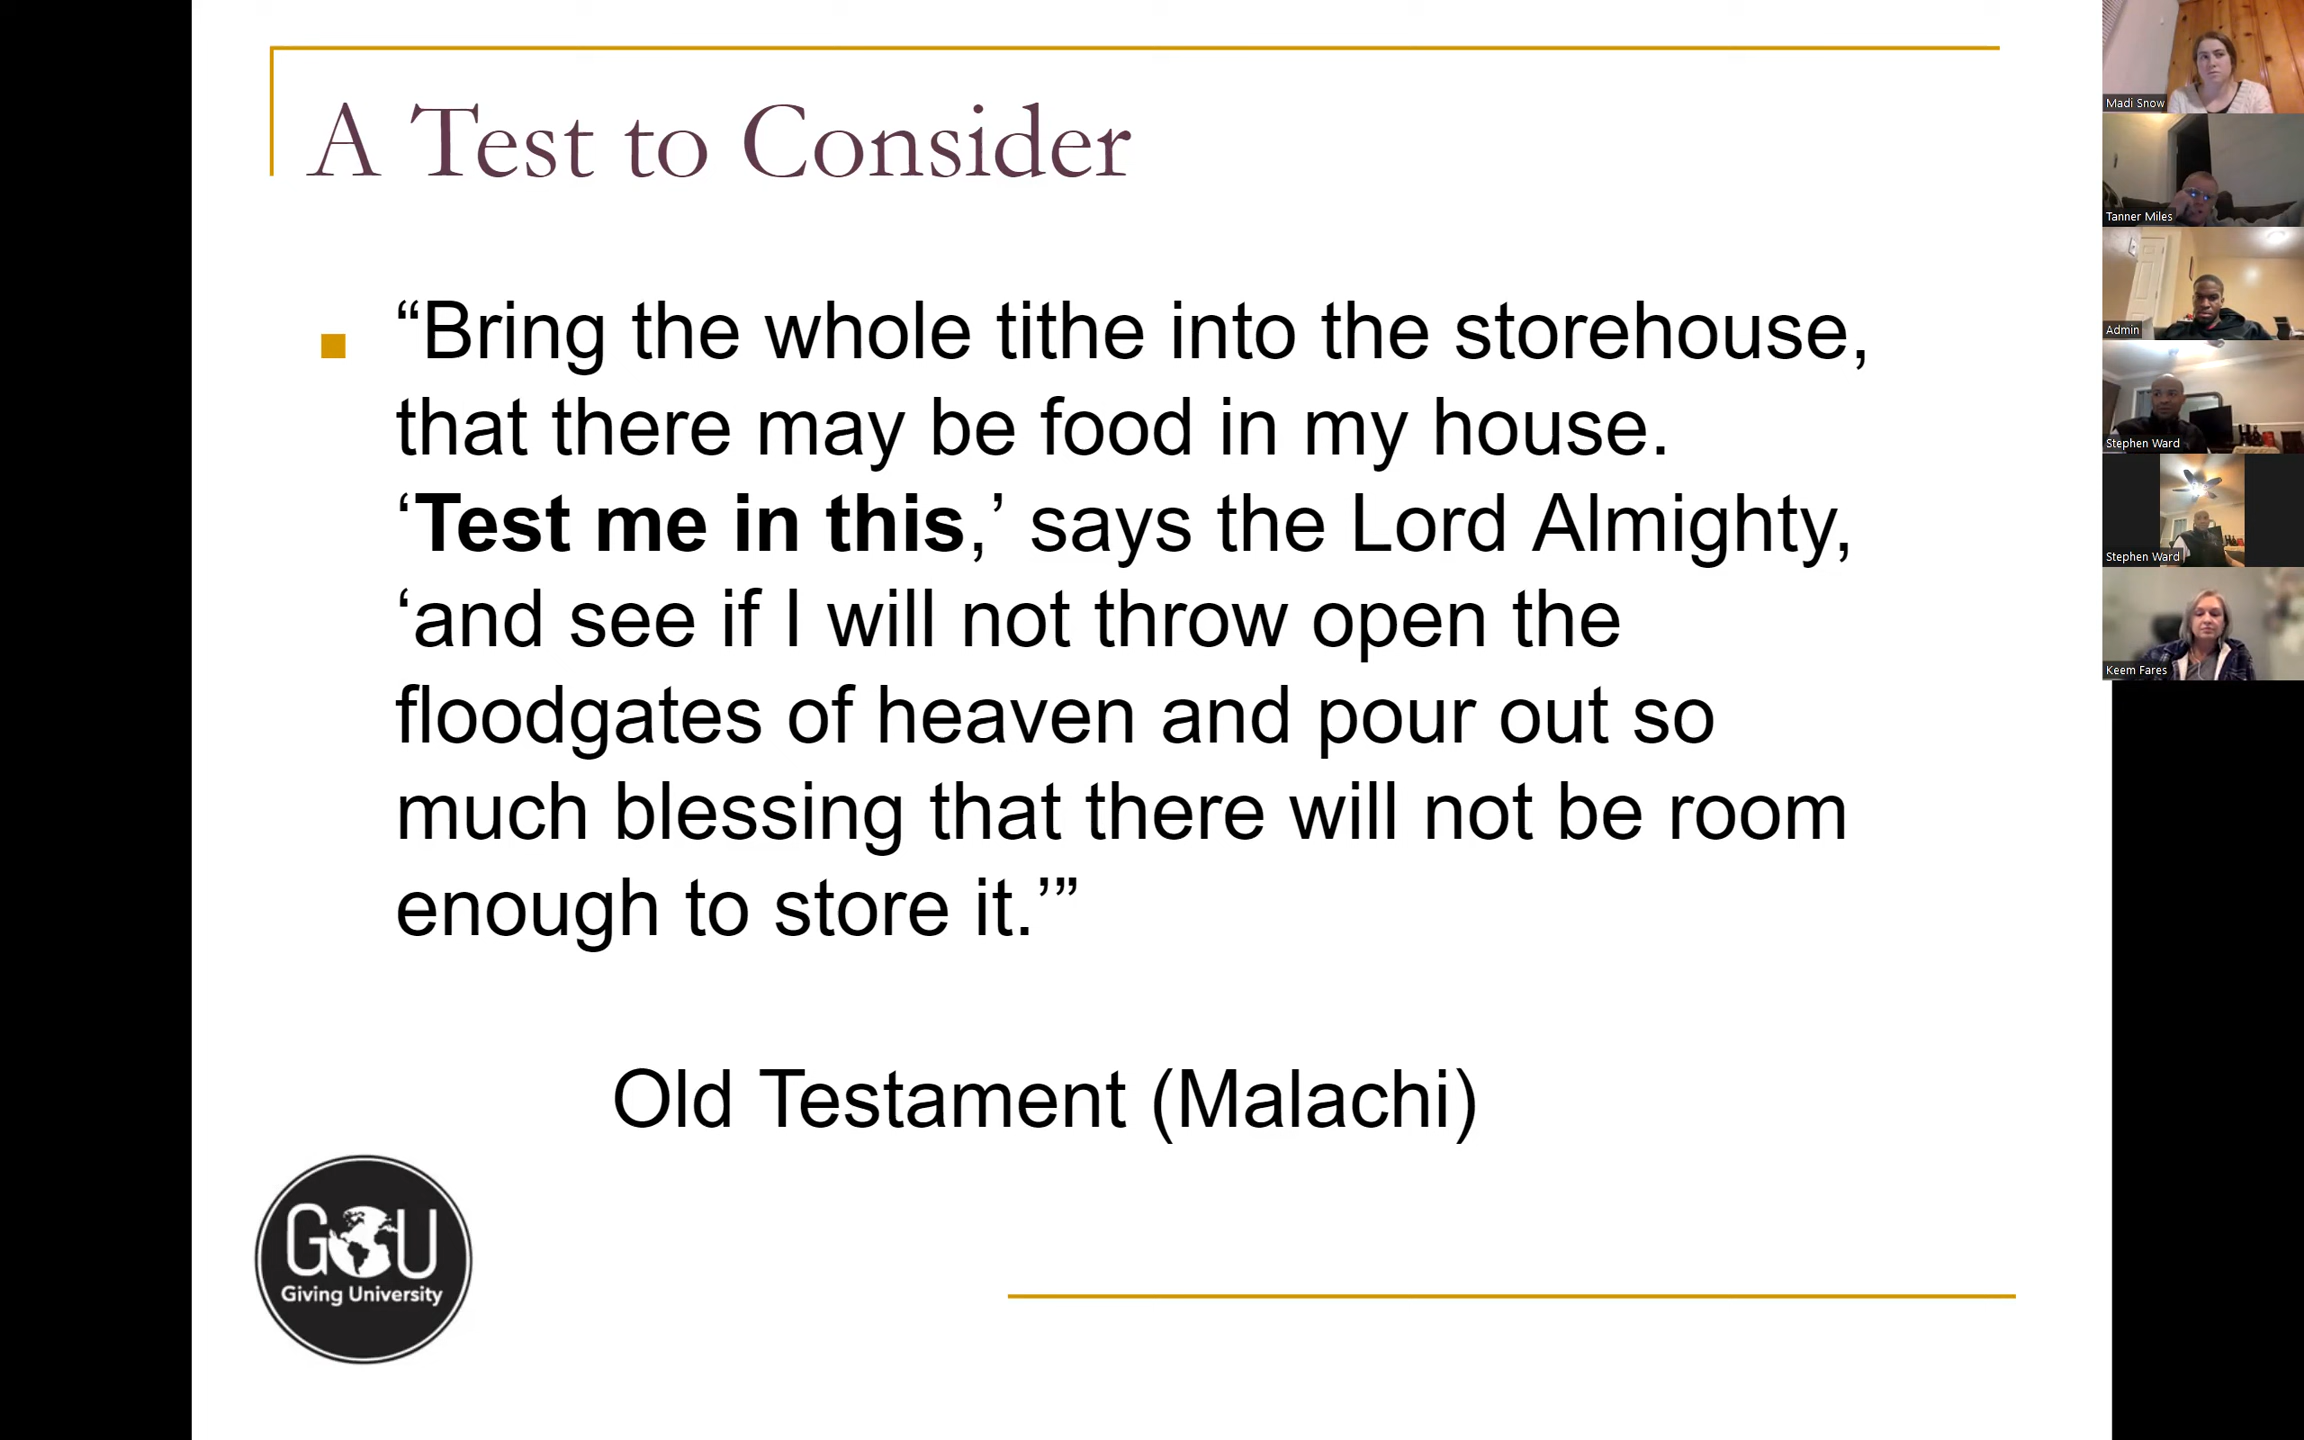 A Test to Consider
“Bring the whole tithe into the storehouse,
that there may be food in my house.
‘Test me in this,’ says the Lord Almighty,
‘and see if I will not throw open the
floodgates of heaven and pour out so
much blessing that there will not be room
enough to store it.’”
Old Testament (Malachi)
GU
Giving University
Madi Snow
Tanner Miles
Admin
Stephen Ward
Stephen Ward
Keem Fares